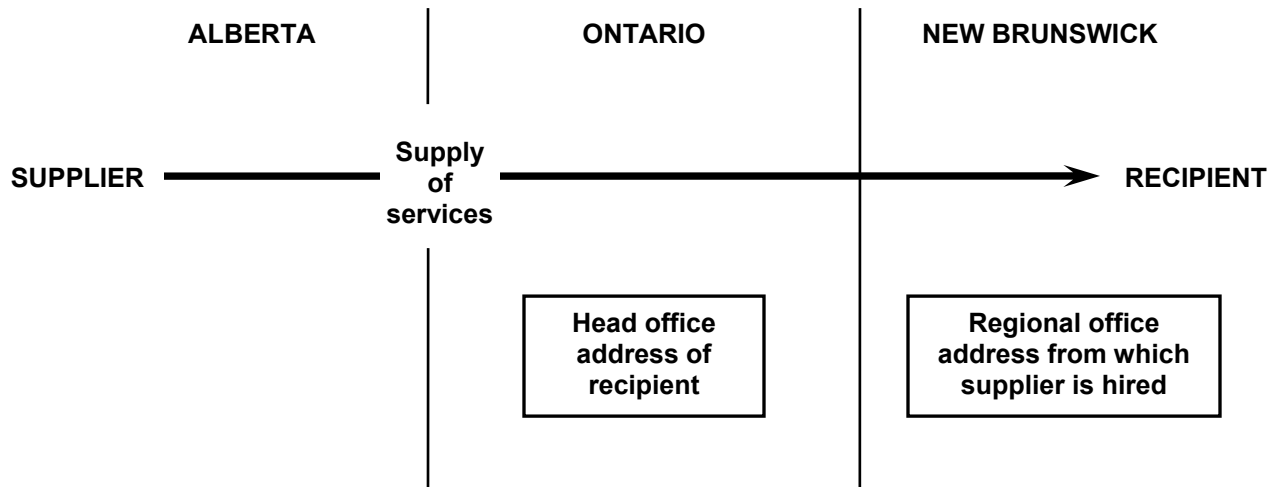 ALBERTA
ONTARIO
NEW BRUNSWICK
SUPPLIER
Supply
of
services
RECIPIENT
Head office
address of
recipient
Regional office
address from which
supplier is hired